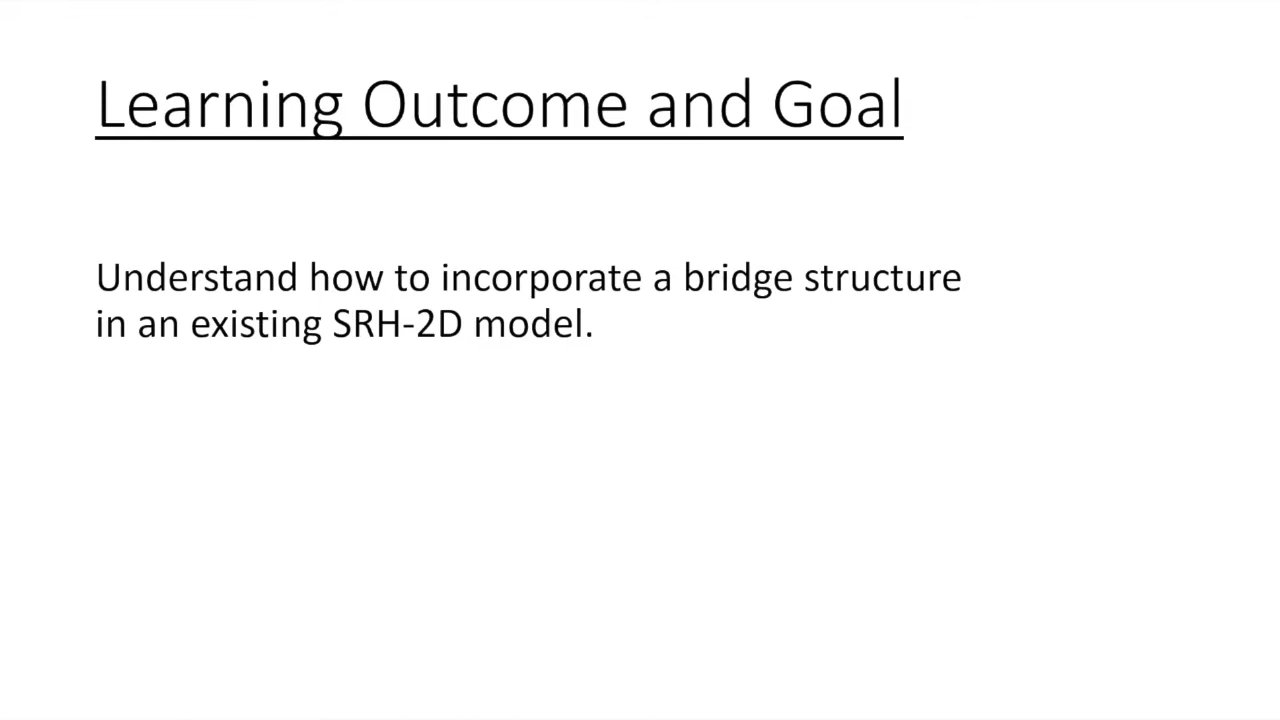 Learning Outcome and Goal
Understand how to incorporate a bridge structure
in an existing SRH-2D model.